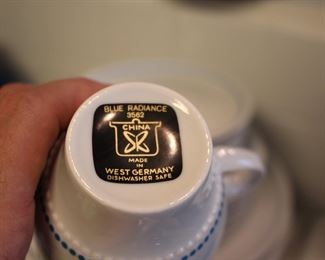 BLUE RADIANCE
3562
CHINA
MADE
IN
WEST GERMANY
DISHWASHER SAFE